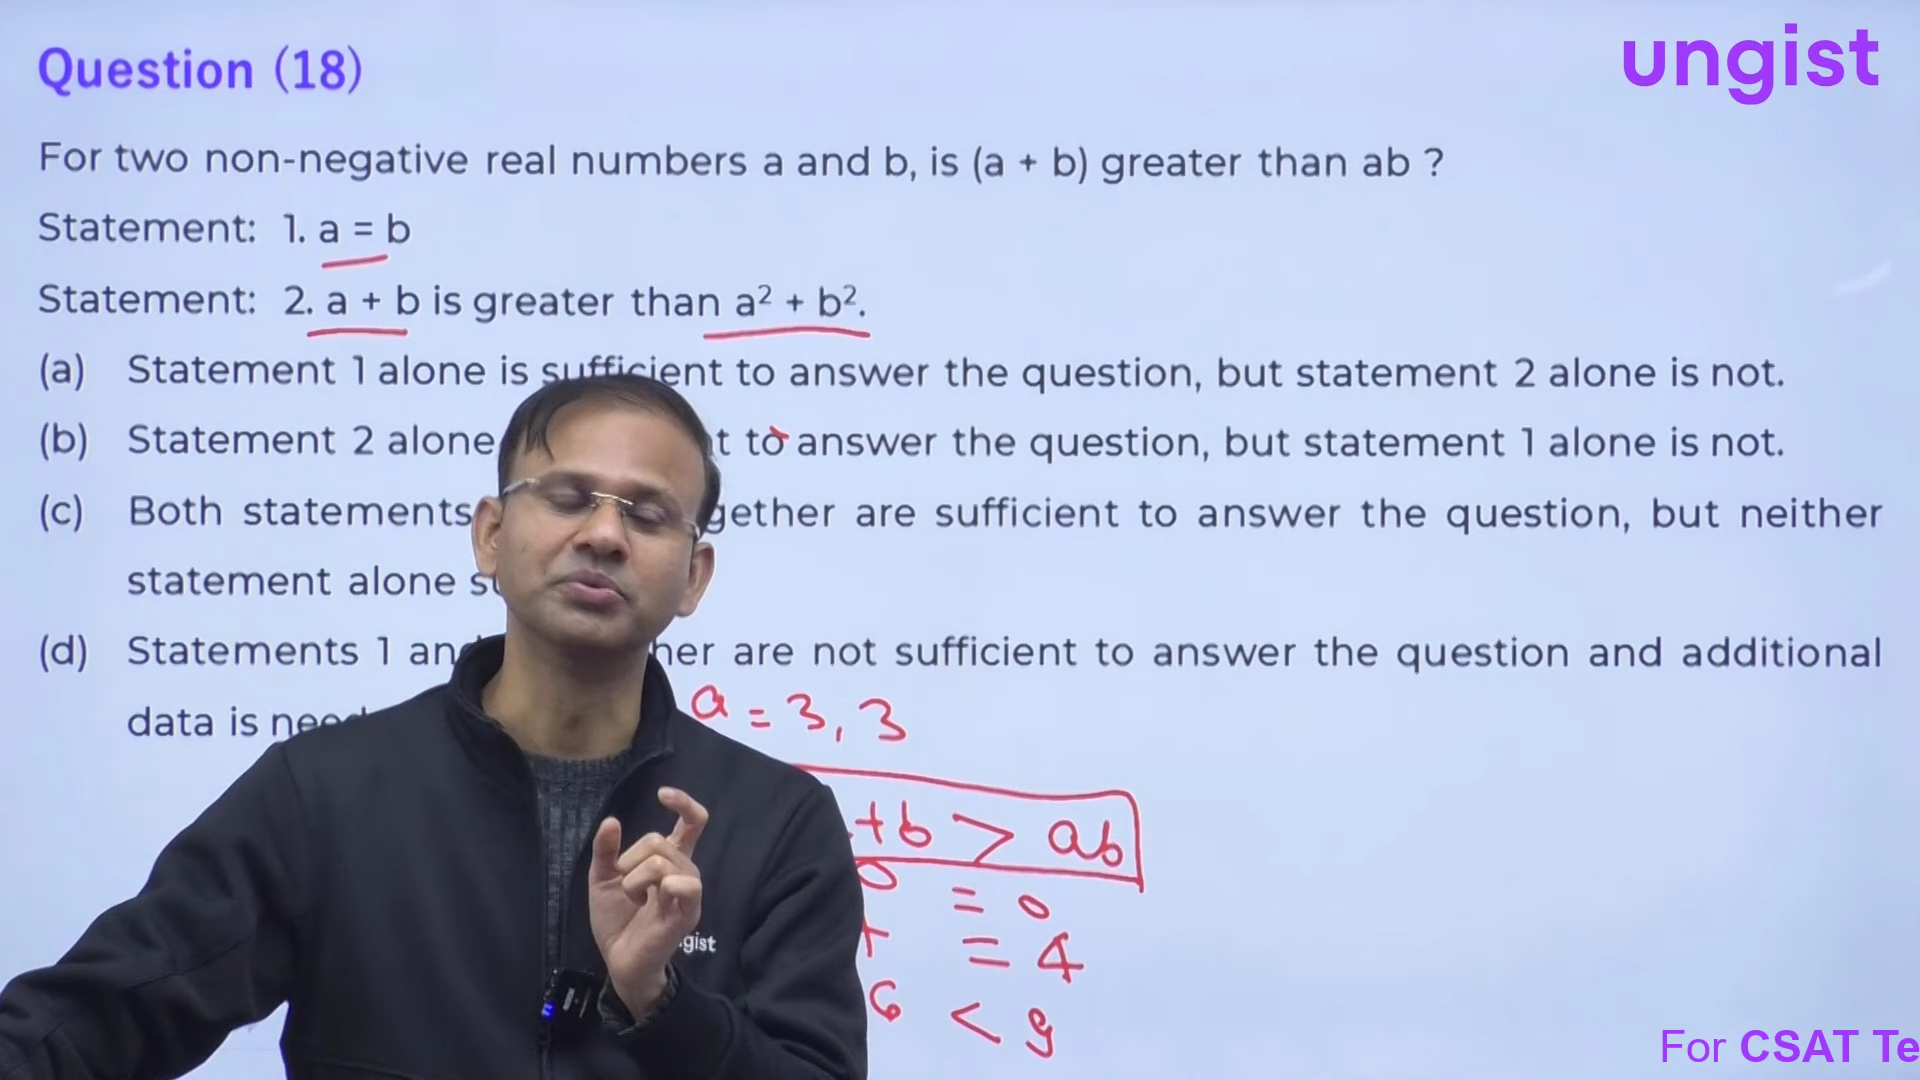 Question (18)
ungist
For two non-negative real numbers a and b, is (a + b) greater than ab ?
Statement: 1. a = b
Statement: 2. a + b is greater than a² + b².
(a) Statement 1 alone is sufficient to answer the question, but statement 2 alone is not.
(b) Statement 2 alone t to answer the question, but statement 1 alone is not.
(c) Both statements gether are sufficient to answer the question, but neither
statement alone s
(d) Statements 1 an her are not sufficient to answer the question and additional
data is need
a = 3, 3
+b > ab
0 = 0
= 4
6 < 9
gist
For CSAT Te